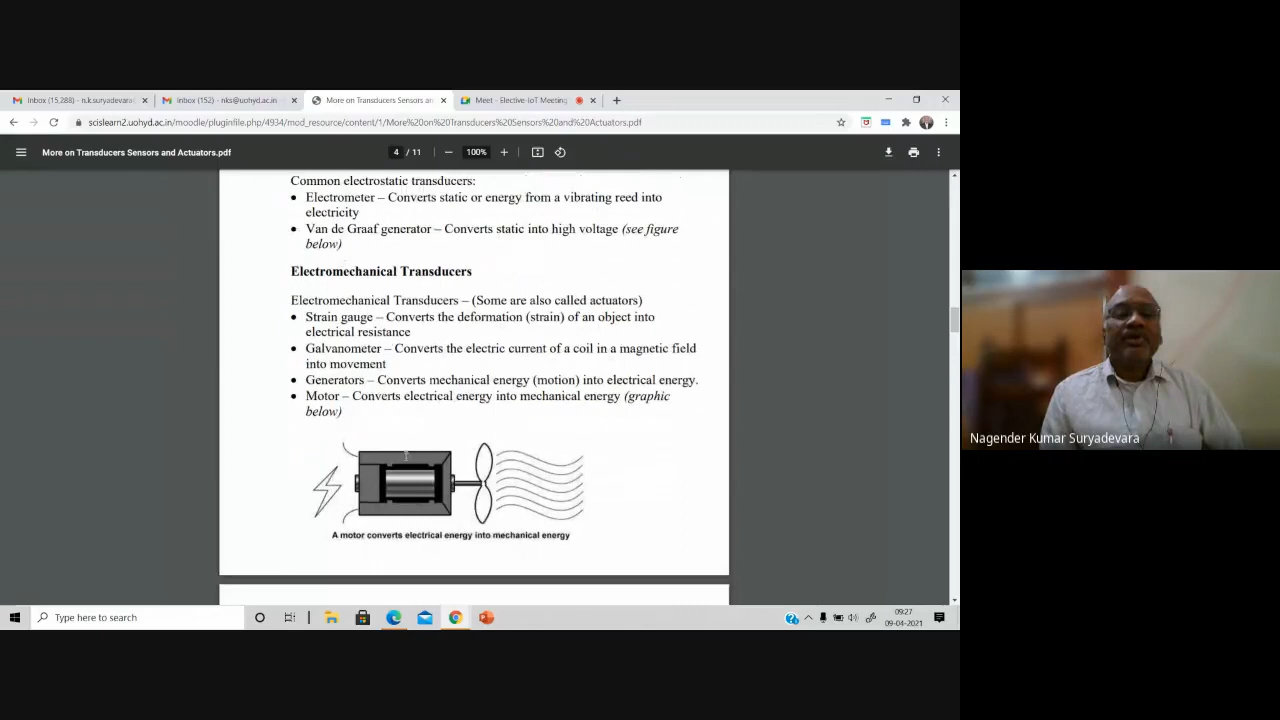 Inbox (15,288) - n.k.suryadevara
inbox (152) - nks@uohyd.ac.in
More on Transducers Sensors an
Meet - Elective-IoT Meeting
scislearn2.uohyd.ac.in/moodle/pluginfile.php/4934/mod_resource/content/1/More%20on%20Transducers%20Sensors%20and%20Actuators.pdf
More on Transducers Sensors and Actuators.pdf
4 / 11
100%
Common electrostatic transducers:
• Electrometer – Converts static or energy from a vibrating reed into
electricity
• Van de Graaf generator – Converts static into high voltage (see figure
below)
Electromechanical Transducers
Electromechanical Transducers – (Some are also called actuators)
• Strain gauge – Converts the deformation (strain) of an object into
electrical resistance
• Galvanometer – Converts the electric current of a coil in a magnetic field
into movement
• Generators – Converts mechanical energy (motion) into electrical energy.
• Motor – Converts electrical energy into mechanical energy (graphic
below)
A motor converts electrical energy into mechanical energy
Nagender Kumar Suryadevara
Type here to search
09:27
09-04-2021